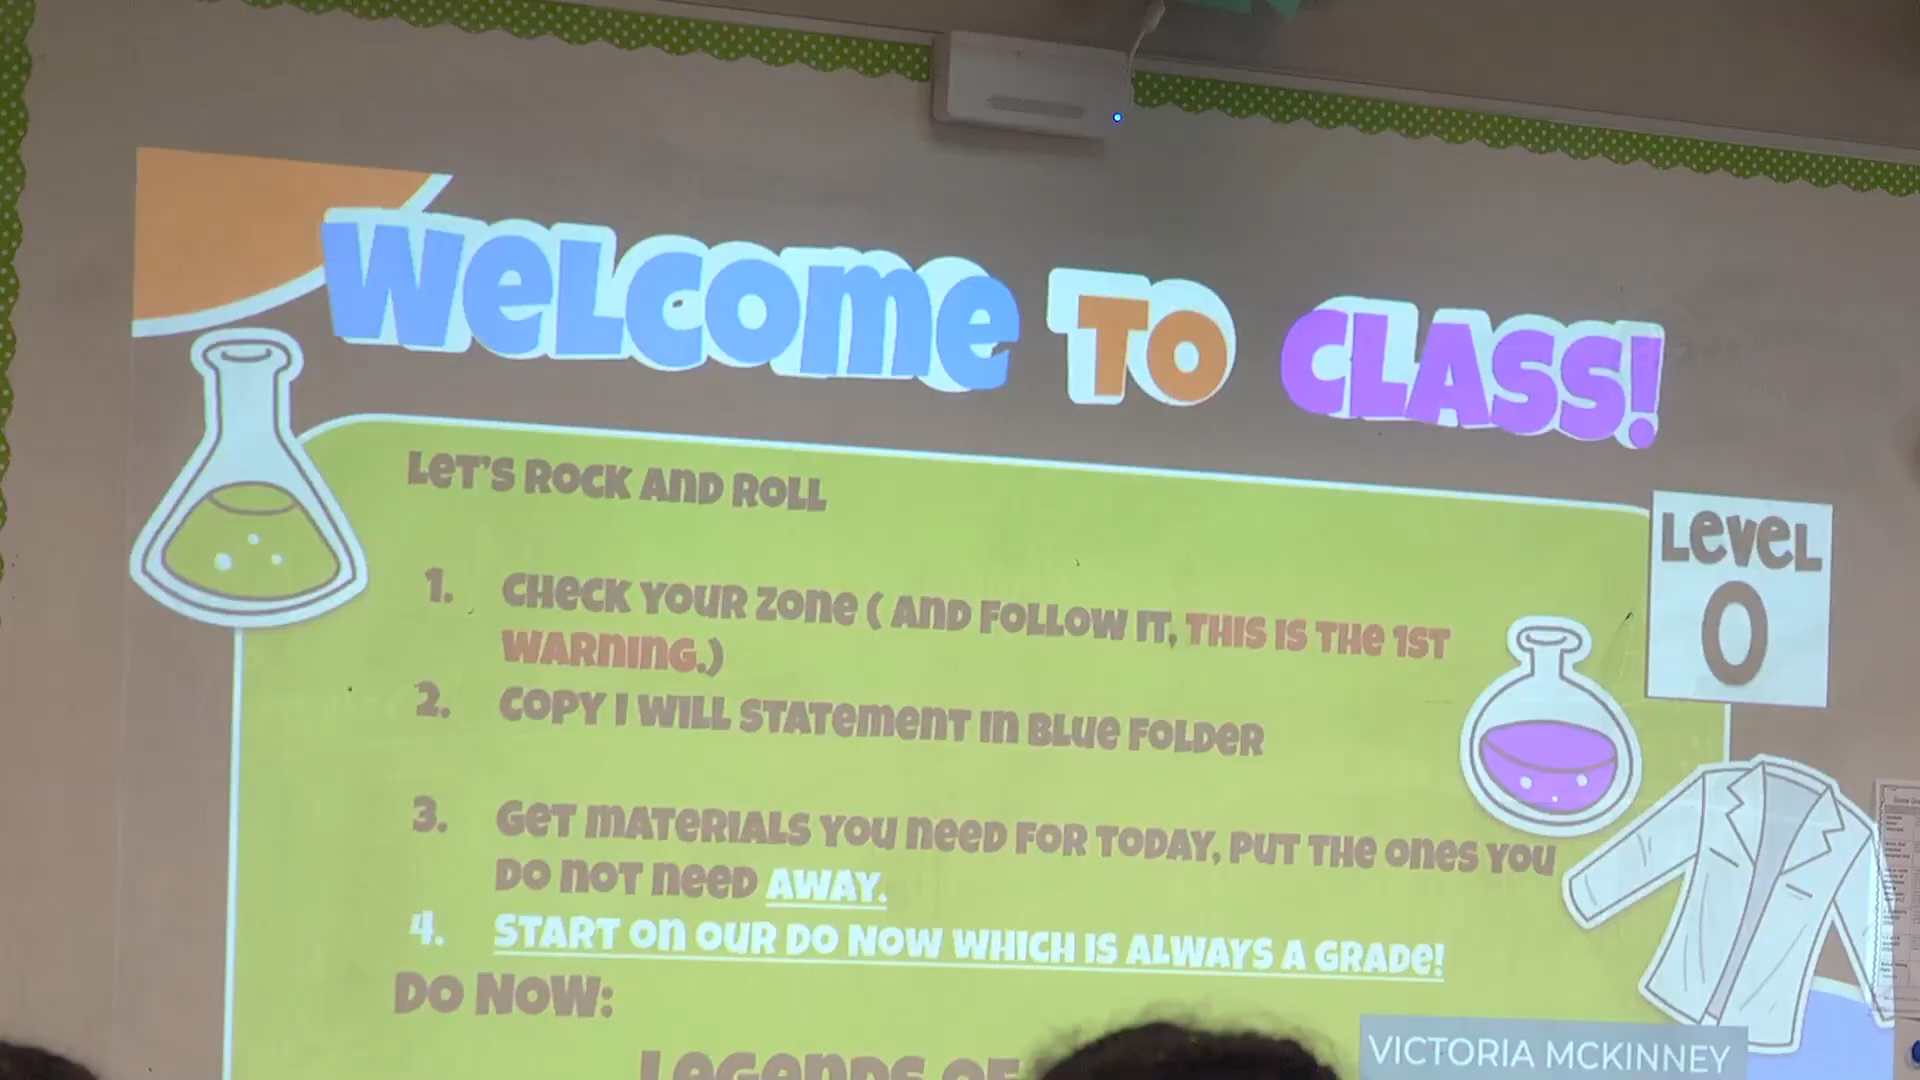 WELCOME TO CLASS!
LET'S ROCK AND ROLL
LEVEL
0
1. CHECK YOUR ZONE ( AND FOLLOW IT, THIS IS THE 1ST
WARNING.)
2. COPY I WILL STATEMENT IN BLUE FOLDER
3. GET MATERIALS YOU NEED FOR TODAY, PUT THE ONES YOU
DO NOT NEED AWAY.
4. START ON OUR DO NOW WHICH IS ALWAYS A GRADE!
DO NOW:
LEGENDS OF
VICTORIA MCKINNEY